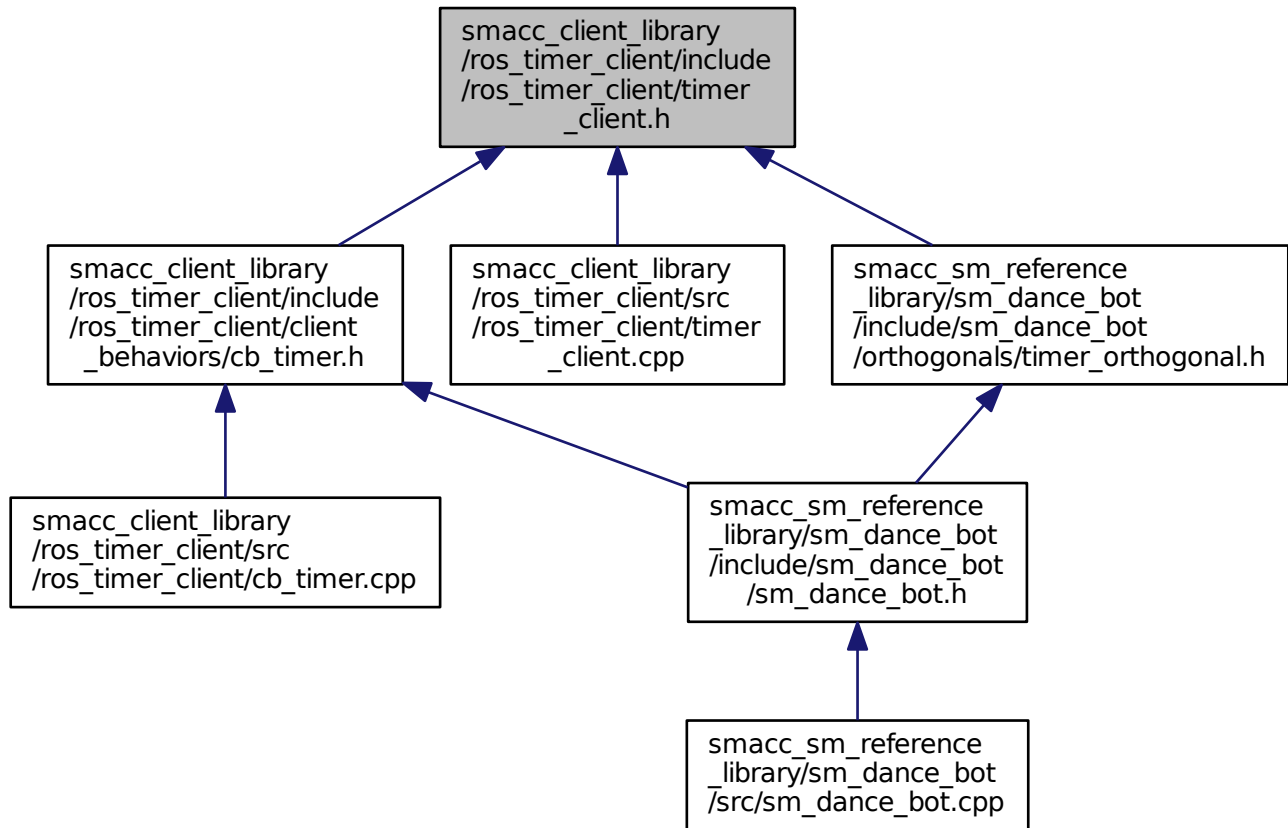 smacc_client_library
/ros_timer_client/include
/ros_timer_client/timer
_client.h
smacc_client_library
/ros_timer_client/include
/ros_timer_client/client
_behaviors/cb_timer.h
smacc_client_library
/ros_timer_client/src
/ros_timer_client/timer
_client.cpp
smacc_sm_reference
_library/sm_dance_bot
/include/sm_dance_bot
/orthogonals/timer_orthogonal.h
smacc_client_library
/ros_timer_client/src
/ros_timer_client/cb_timer.cpp
smacc_sm_reference
_library/sm_dance_bot
/include/sm_dance_bot
/sm_dance_bot.h
smacc_sm_reference
_library/sm_dance_bot
/src/sm_dance_bot.cpp